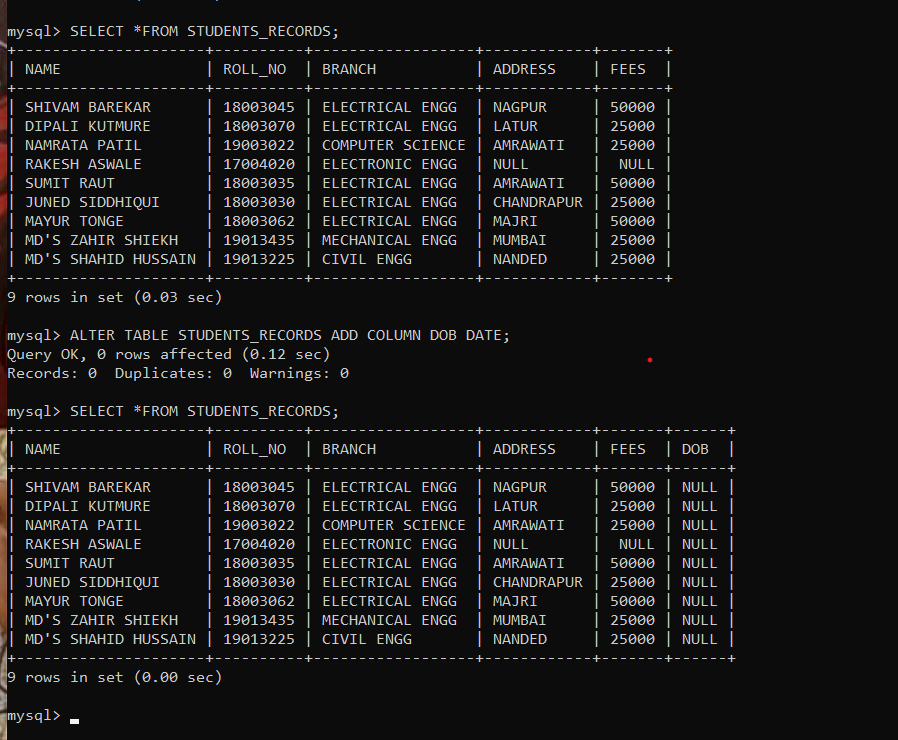 mysql> SELECT *FROM STUDENTS_RECORDS;
+----------------------+----------+------------------+------------+-------+
| NAME                 | ROLL_NO  | BRANCH           | ADDRESS    | FEES  |
+----------------------+----------+------------------+------------+-------+
| SHIVAM BAREKAR       | 18003045 | ELECTRICAL ENGG  | NAGPUR     | 50000 |
| DIPALI KUTMURE       | 18003070 | ELECTRICAL ENGG  | LATUR      | 25000 |
| NAMRATA PATIL        | 19003022 | COMPUTER SCIENCE | AMRAWATI   | 25000 |
| RAKESH ASWALE        | 17004020 | ELECTRONIC ENGG  | NULL       |  NULL |
| SUMIT RAUT           | 18003035 | ELECTRICAL ENGG  | AMRAWATI   | 50000 |
| JUNED SIDDHIQUI      | 18003030 | ELECTRICAL ENGG  | CHANDRAPUR | 25000 |
| MAYUR TONGE          | 18003062 | ELECTRICAL ENGG  | MAJRI      | 50000 |
| MD'S ZAHIR SHIEKH    | 19013435 | MECHANICAL ENGG  | MUMBAI     | 25000 |
| MD'S SHAHID HUSSAIN | 19013225 | CIVIL ENGG       | NANDED     | 25000 |
+----------------------+----------+------------------+------------+-------+
9 rows in set (0.03 sec)
mysql> ALTER TABLE STUDENTS_RECORDS ADD COLUMN DOB DATE;
Query OK, 0 rows affected (0.12 sec)
Records: 0  Duplicates: 0  Warnings: 0
mysql> SELECT *FROM STUDENTS_RECORDS;
+----------------------+----------+------------------+------------+-------+------+
| NAME                 | ROLL_NO  | BRANCH           | ADDRESS    | FEES  | DOB  |
+----------------------+----------+------------------+------------+-------+------+
| SHIVAM BAREKAR       | 18003045 | ELECTRICAL ENGG  | NAGPUR     | 50000 | NULL |
| DIPALI KUTMURE       | 18003070 | ELECTRICAL ENGG  | LATUR      | 25000 | NULL |
| NAMRATA PATIL        | 19003022 | COMPUTER SCIENCE | AMRAWATI   | 25000 | NULL |
| RAKESH ASWALE        | 17004020 | ELECTRONIC ENGG  | NULL       |  NULL | NULL |
| SUMIT RAUT           | 18003035 | ELECTRICAL ENGG  | AMRAWATI   | 50000 | NULL |
| JUNED SIDDHIQUI      | 18003030 | ELECTRICAL ENGG  | CHANDRAPUR | 25000 | NULL |
| MAYUR TONGE          | 18003062 | ELECTRICAL ENGG  | MAJRI      | 50000 | NULL |
| MD'S ZAHIR SHIEKH    | 19013435 | MECHANICAL ENGG  | MUMBAI     | 25000 | NULL |
| MD'S SHAHID HUSSAIN | 19013225 | CIVIL ENGG       | NANDED     | 25000 | NULL |
+----------------------+----------+------------------+------------+-------+------+
9 rows in set (0.00 sec)
mysql> _